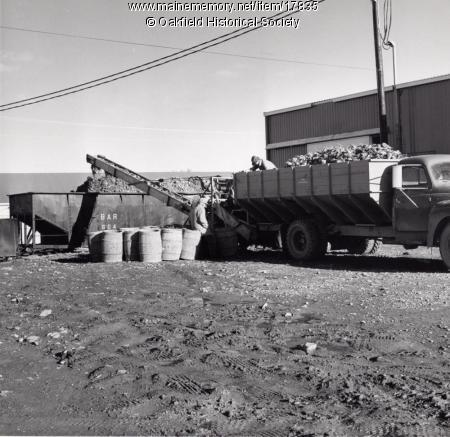 www.mainememory.net/item/17835
© Oakfield Historical Society
BAR